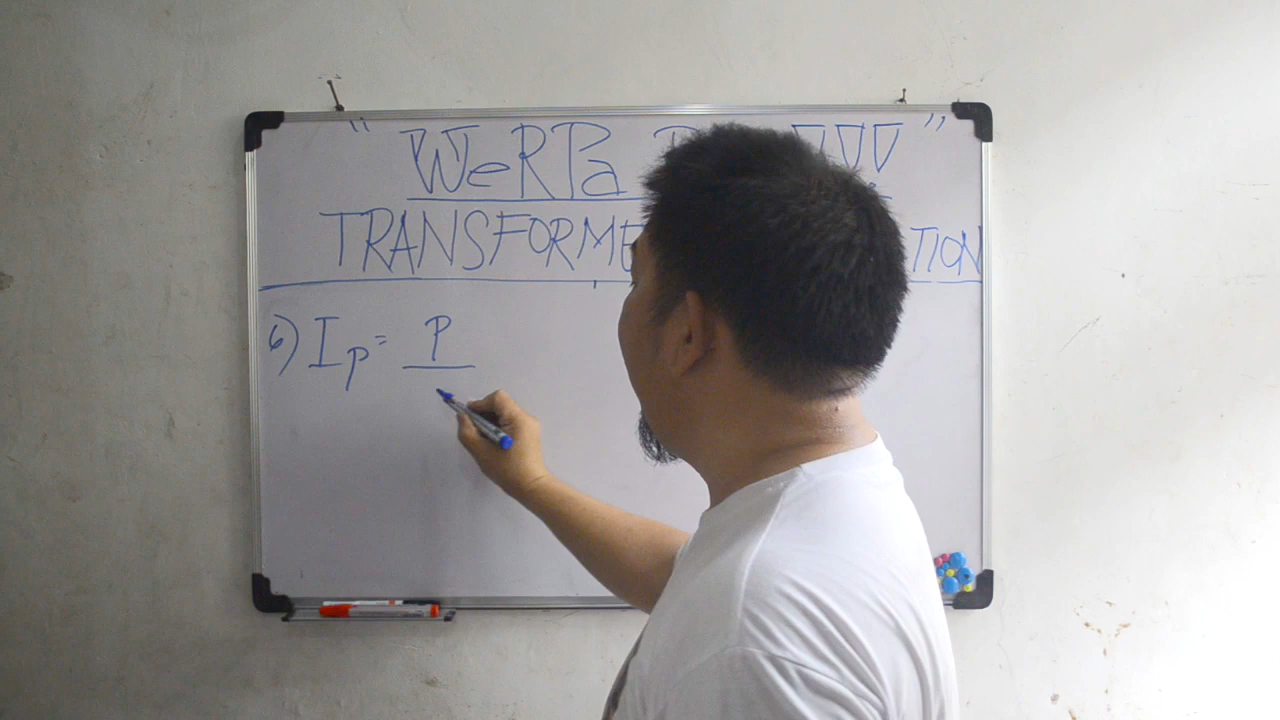 "WeRPa
TRANSFORME TION
6) Ip = P